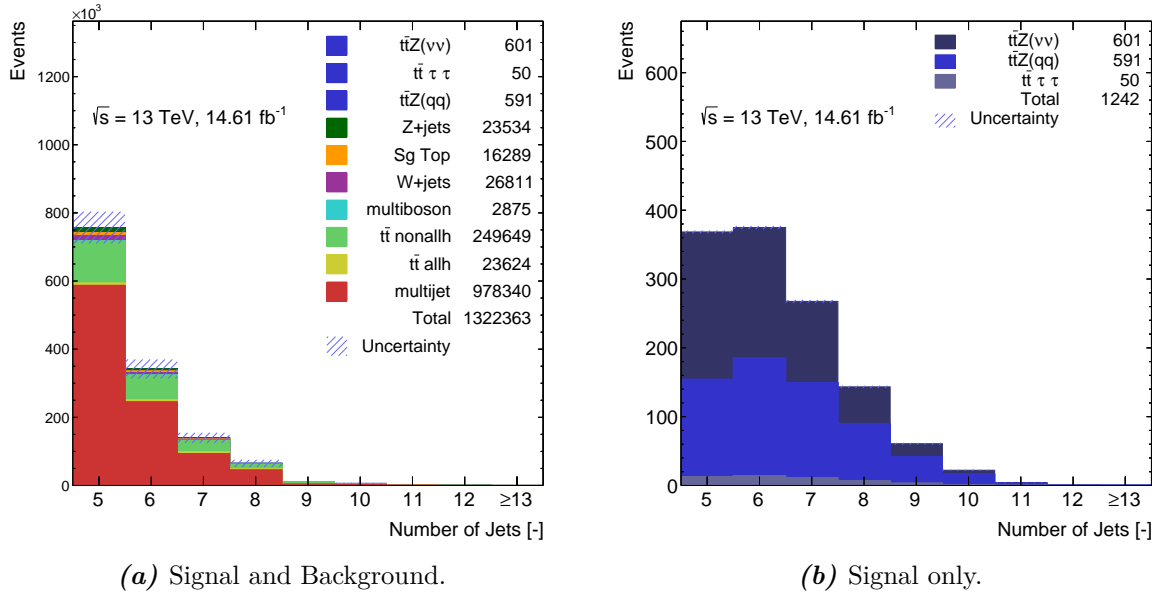 ×10³
Events
1400
1200
1000
800
600
400
200
0
√s = 13 TeV, 14.61 fb⁻¹
tt̄Z(νν) 601
tt̄ τ τ 50
tt̄Z(qq) 591
Z+jets 23534
Sg Top 16289
W+jets 26811
multiboson 2875
tt̄ nonallh 249649
tt̄ allh 23624
multijet 978340
Total 1322363
Uncertainty
5 6 7 8 9 10 11 12 ≥13
Number of Jets [-]
(a) Signal and Background.
Events
600
500
400
300
200
100
0
√s = 13 TeV, 14.61 fb⁻¹
tt̄Z(νν) 601
tt̄Z(qq) 591
tt̄ τ τ 50
Total 1242
Uncertainty
5 6 7 8 9 10 11 12 ≥13
Number of Jets [-]
(b) Signal only.